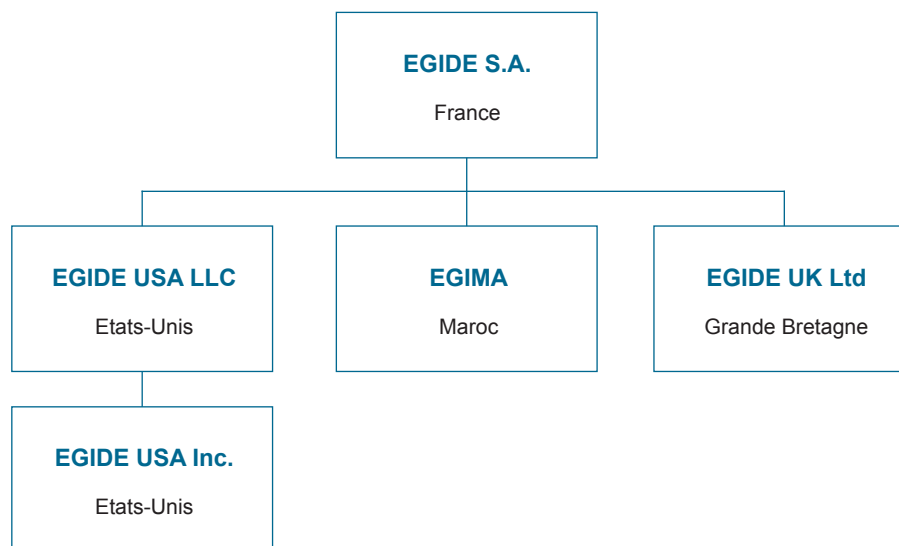 EGIDE S.A.
France
EGIDE USA LLC
Etats-Unis
EGIMA
Maroc
EGIDE UK Ltd
Grande Bretagne
EGIDE USA Inc.
Etats-Unis